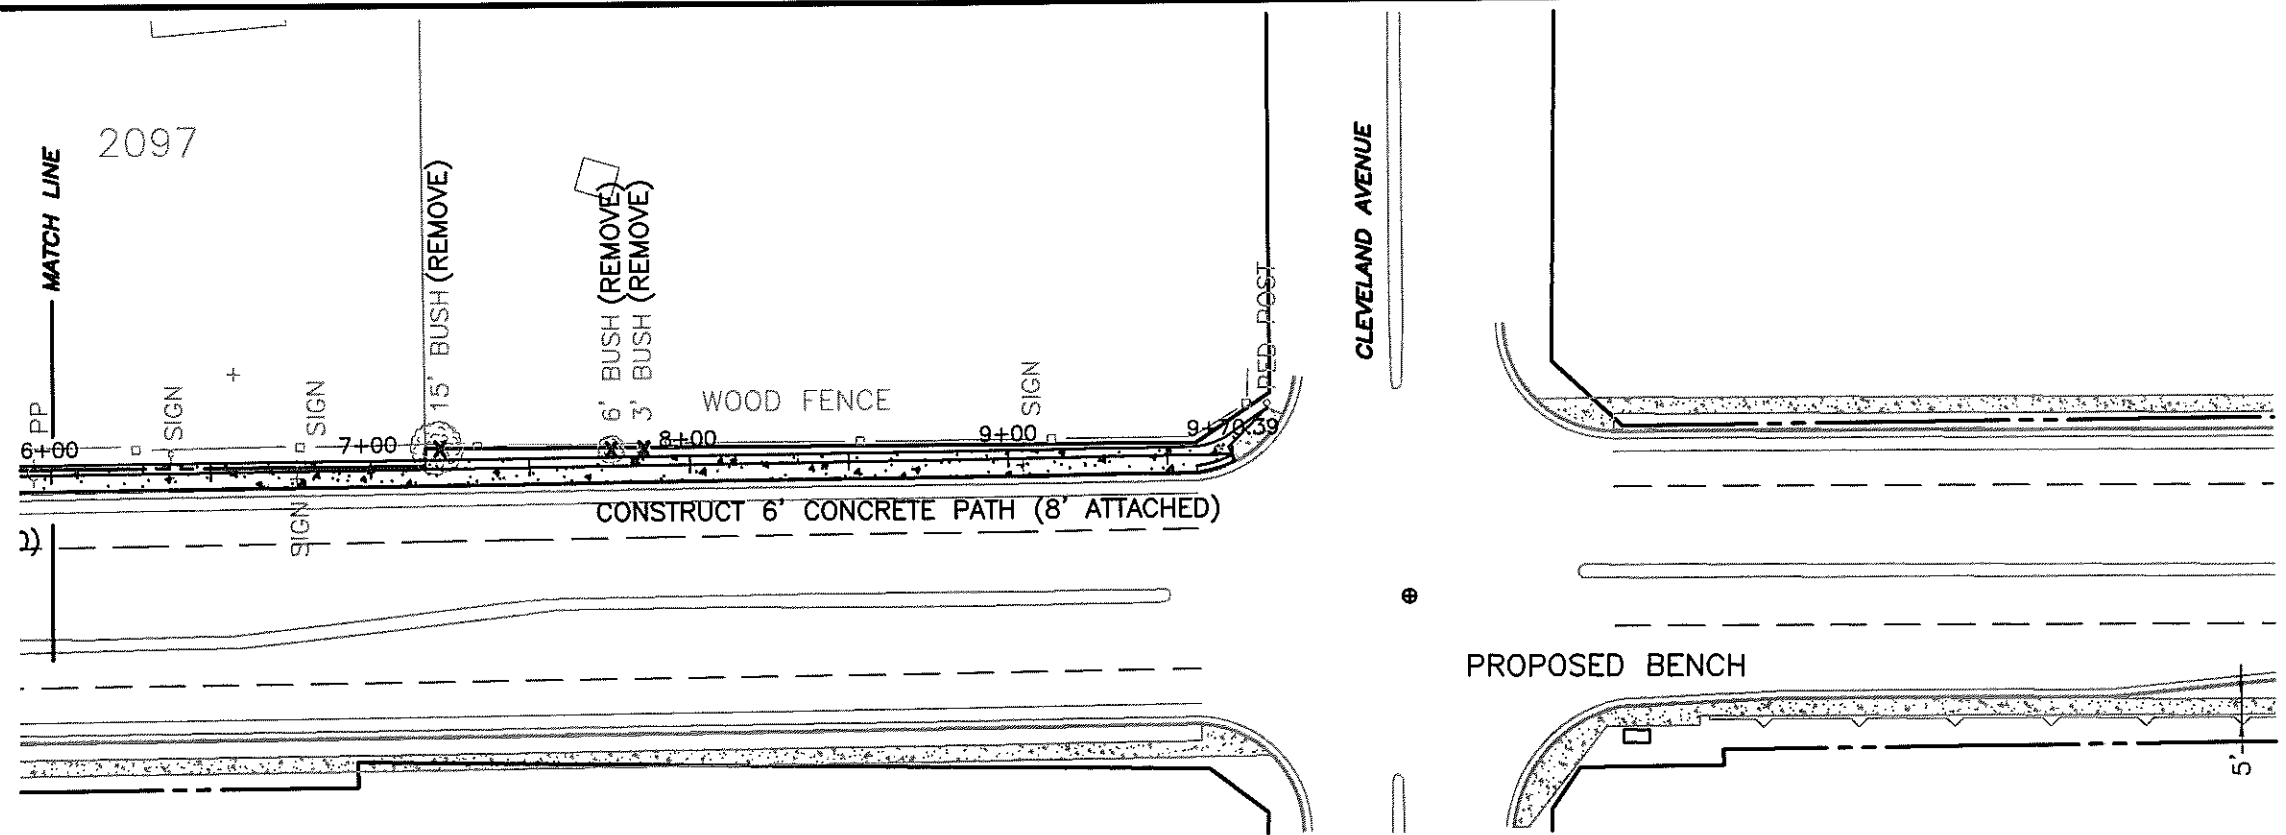 2097
MATCH LINE
PP
SIGN
SIGN
SIGN
15' BUSH (REMOVE)
6' BUSH (REMOVE)
3' BUSH (REMOVE)
WOOD FENCE
SIGN
PED POST
CLEVELAND AVENUE
6+00
7+00
8+00
9+00
9+70.39
CONSTRUCT 6' CONCRETE PATH (8' ATTACHED)
PROPOSED BENCH
5'